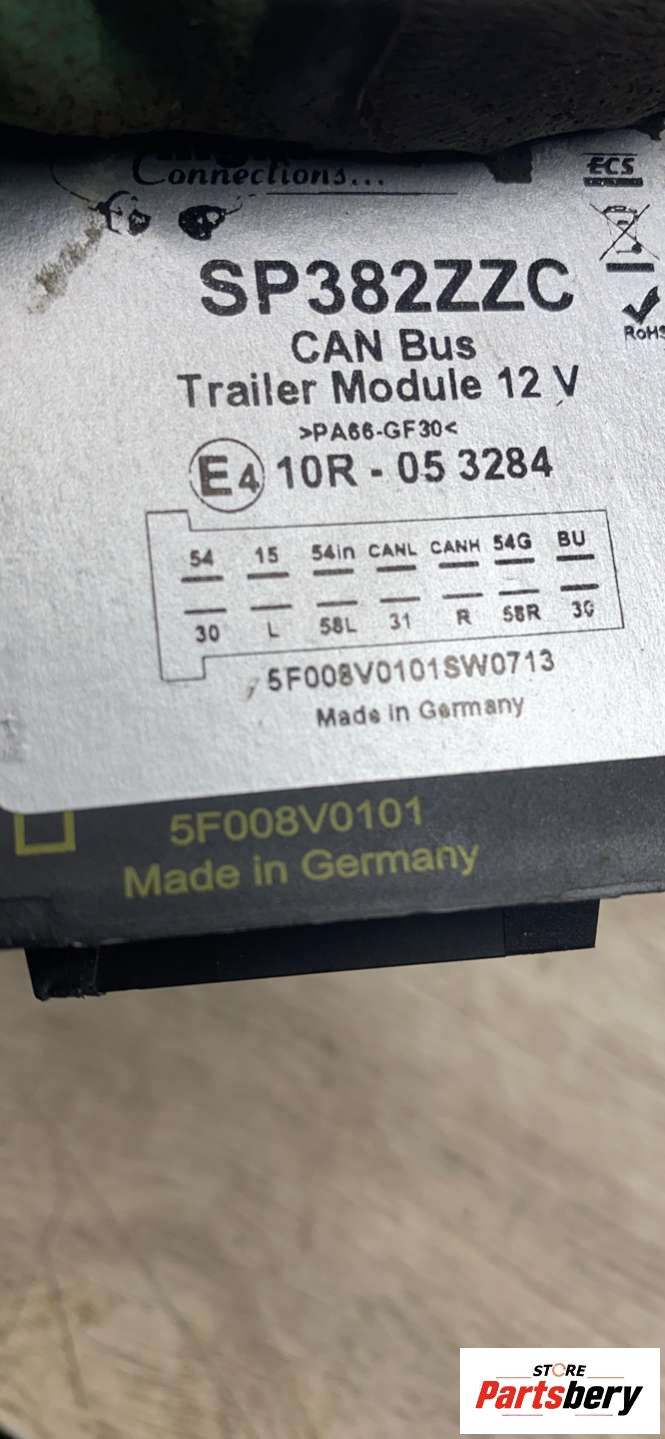 Connections...
ECS
SP382ZZC
RoHS
CAN Bus
Trailer Module 12 V
>PA66-GF30<
E4 10R - 05 3284
54 15 54in CANL CANH 54G BU
30 L 58L 31 R 58R 30
5F008V0101SW0713
Made in Germany
5F008V0101
Made in Germany
STORE
Partsbery